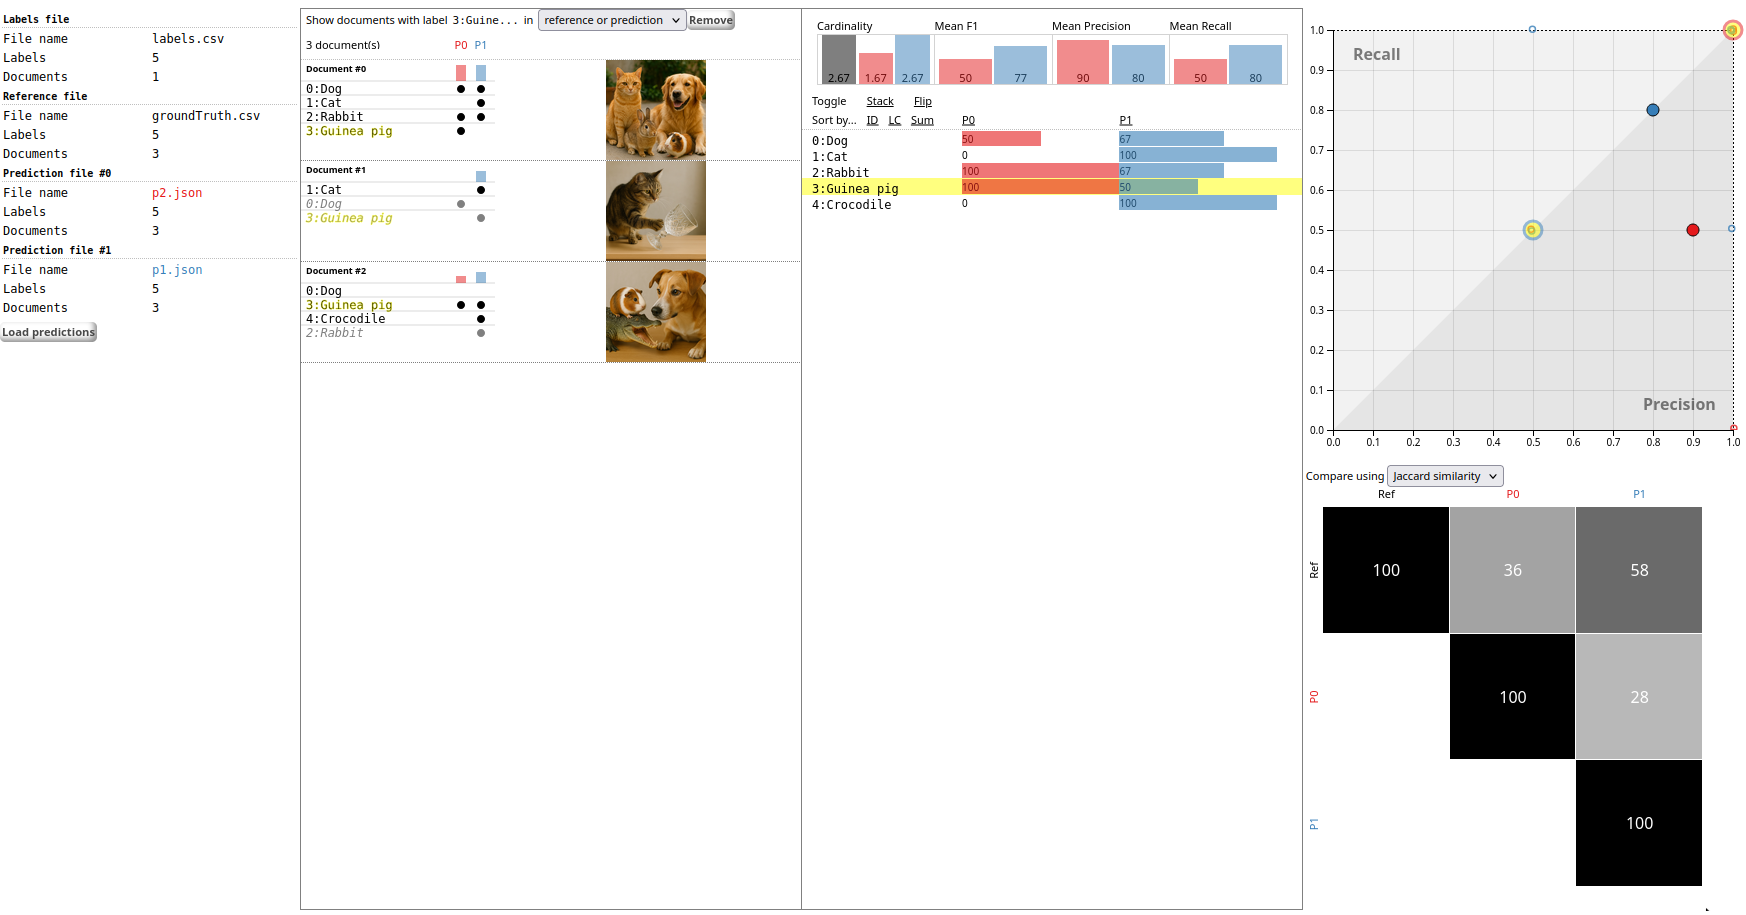 Labels file
File name labels.csv
Labels 5
Documents 1
Reference file
File name groundTruth.csv
Labels 5
Documents 3
Prediction file #0
File name p2.json
Labels 5
Documents 3
Prediction file #1
File name p1.json
Labels 5
Documents 3
Load predictions
Show documents with label 3:Guine... in reference or prediction Remove
3 document(s) P0 P1
Document #0
0:Dog
1:Cat
2:Rabbit
3:Guinea pig
Document #1
1:Cat
0:Dog
3:Guinea pig
Document #2
0:Dog
3:Guinea pig
4:Crocodile
2:Rabbit
Cardinality Mean F1 Mean Precision Mean Recall
2.67 1.67 2.67 50 77 90 80 50 80
Toggle Stack Flip
Sort by... ID LC Sum P0 P1
0:Dog 50 67
1:Cat 0 100
2:Rabbit 100 67
3:Guinea pig 100 50
4:Crocodile 0 100
1.0
Recall
0.9
0.8
0.7
0.6
0.5
0.4
0.3
0.2
0.1
Precision
0.0
0.0 0.1 0.2 0.3 0.4 0.5 0.6 0.7 0.8 0.9 1.0
Compare using Jaccard similarity
Ref P0 P1
Ref 100 36 58
P0 100 28
P1 100